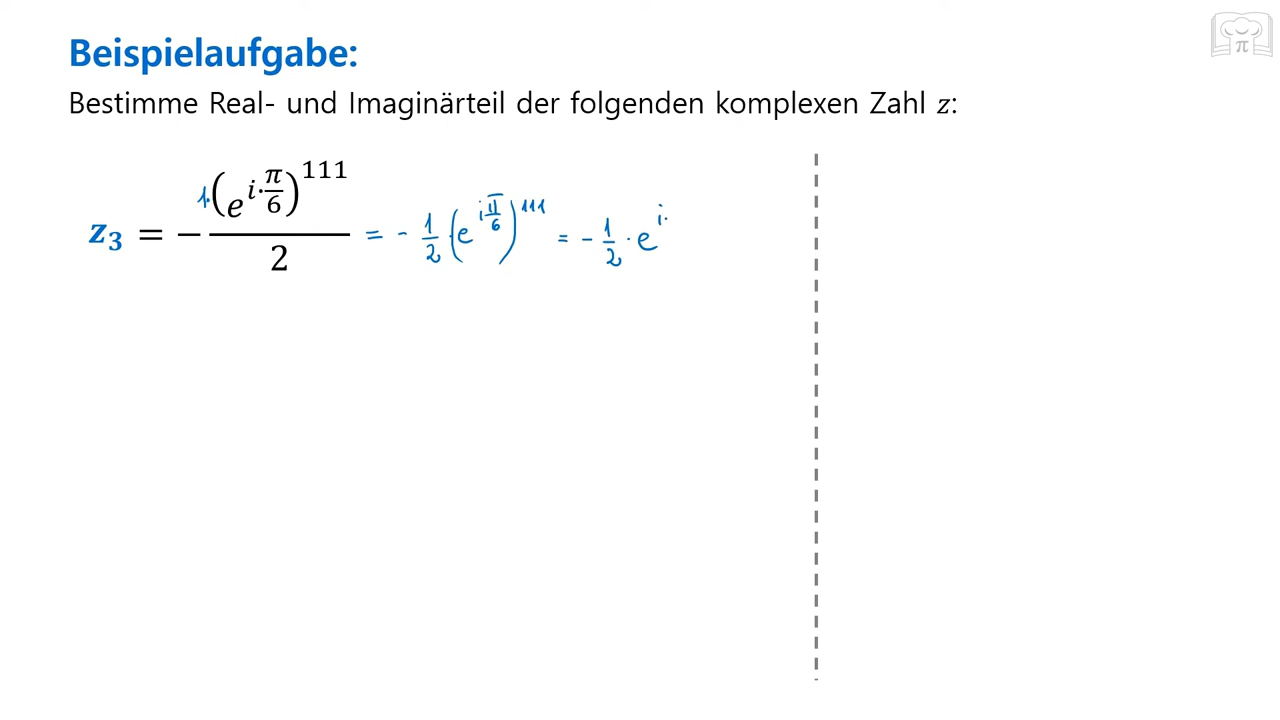 Beispielaufgabe:
Bestimme Real- und Imaginärteil der folgenden komplexen Zahl z:
z₃ = − (1·(e^{i·π/6})^{111})/2 = - 1/2 · (e^{i π/6})^{111} = - 1/2 · e^{i·}
π